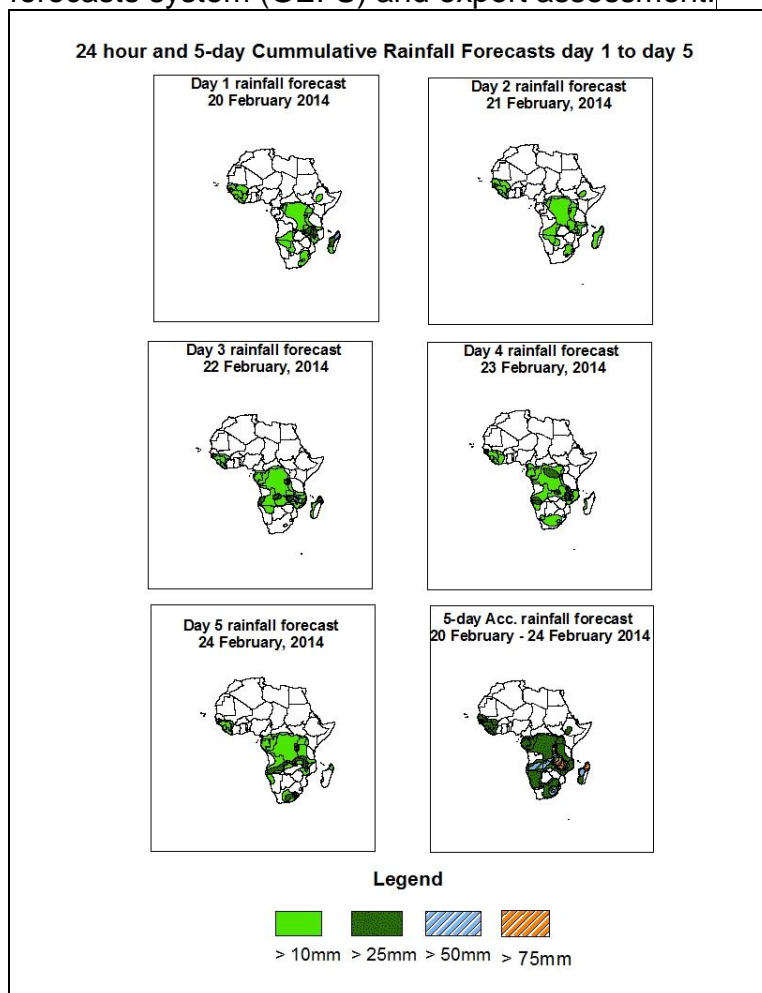 24 hour and 5-day Cummulative Rainfall Forecasts day 1 to day 5
Day 1 rainfall forecast
20 February 2014
Day 2 rainfall forecast
21 February, 2014
Day 3 rainfall forecast
22 February, 2014
Day 4 rainfall forecast
23 February, 2014
Day 5 rainfall forecast
24 February, 2014
5-day Acc. rainfall forecast
20 February - 24 February 2014
Legend
> 10mm > 25mm > 50mm > 75mm